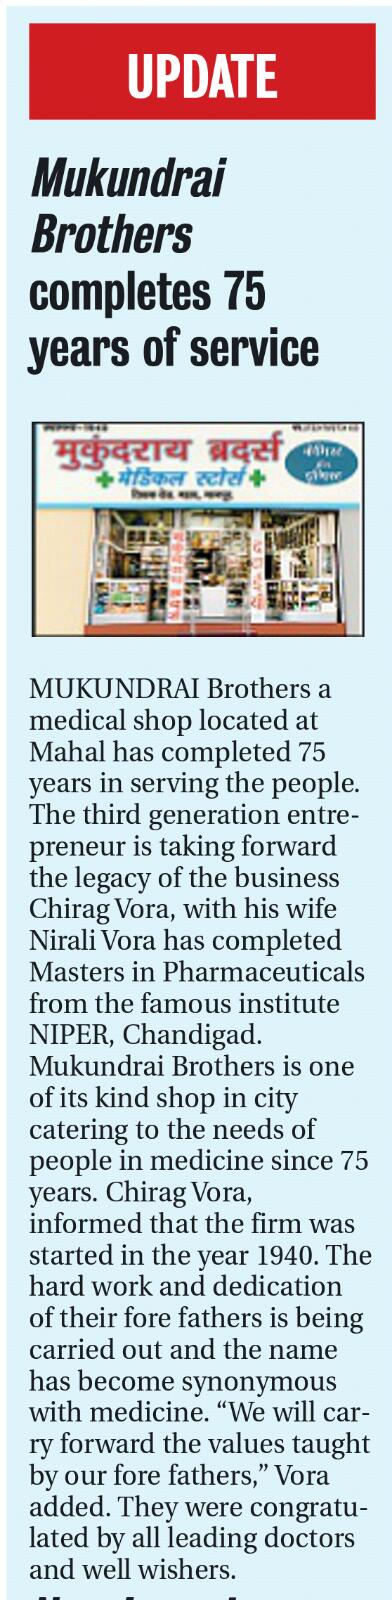 UPDATE
Mukundrai
Brothers
completes 75
years of service
मुकुंदराय ब्रदर्स
मेडिकल स्टोर्स
MUKUNDRAI Brothers a
medical shop located at
Mahal has completed 75
years in serving the people.
The third generation entre-
preneur is taking forward
the legacy of the business
Chirag Vora, with his wife
Nirali Vora has completed
Masters in Pharmaceuticals
from the famous institute
NIPER, Chandigad.
Mukundrai Brothers is one
of its kind shop in city
catering to the needs of
people in medicine since 75
years. Chirag Vora,
informed that the firm was
started in the year 1940. The
hard work and dedication
of their fore fathers is being
carried out and the name
has become synonymous
with medicine. “We will car-
ry forward the values taught
by our fore fathers,” Vora
added. They were congratu-
lated by all leading doctors
and well wishers.